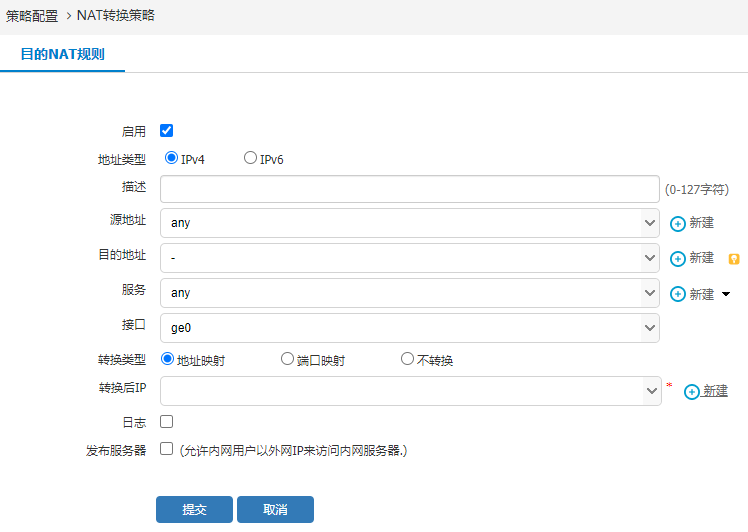 策略配置 > NAT转换策略
目的NAT规则
启用
地址类型 IPv4 IPv6
描述 (0-127字符)
源地址 any 新建
目的地址 - 新建 ?
服务 any 新建
接口 ge0
转换类型 地址映射 端口映射 不转换
转换后IP * 新建
日志
发布服务器 (允许内网用户以外网IP来访问内网服务器.)
提交 取消